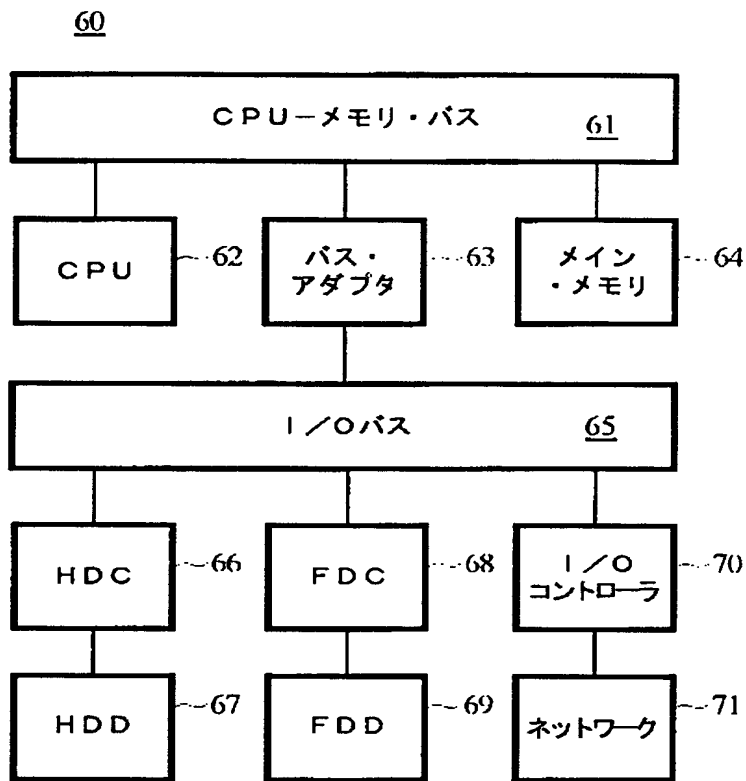 60
CPU－メモリ・バス 61
CPU 62
バス・
アダプタ 63
メイン
・メモリ 64
I／Oバス 65
HDC 66
FDC 68
I／O
コントローラ 70
HDD 67
FDD 69
ネットワーク 71